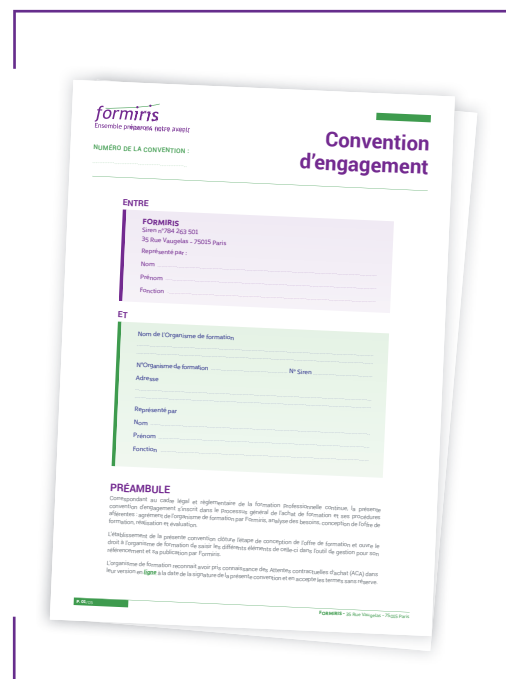 formiris
Ensemble préparons notre avenir
NUMÉRO DE LA CONVENTION :
Convention
d'engagement
ENTRE
FORMIRIS
Siren n°784 263 501
35 Rue Vaugelas - 75015 Paris
Représenté par :
Nom
Prénom
Fonction
ET
Nom de l'Organisme de formation
N°Organisme de formation N° Siren
Adresse
Représenté par
Nom
Prénom
Fonction
PRÉAMBULE
Correspondant au cadre légal et règlementaire de la formation Professionnelle continue, la présente
convention d'engagement s'inscrit dans le processus général de l'achat de formation et ses procédures
afférentes : agrément de l'organisme de formation par Formiris, analyse des besoins, conception de l'offre de
formation, réalisation et évaluation.
L'établissement de la présente convention clôture l'étape de conception de l'offre de formation et ouvre le
droit à l'organisme de formation de saisir les différents éléments de celle-ci dans l'outil de gestion pour son
référencement et sa publication par Formiris.
L'organisme de formation reconnait avoir pris connaissance des Attentes contractuelles d'achat (ACA) dans
leur version en ligne à la date de la signature de la présente convention et en accepte les termes sans réserve.
FORMIRIS - 35 Rue Vaugelas - 75015 Paris